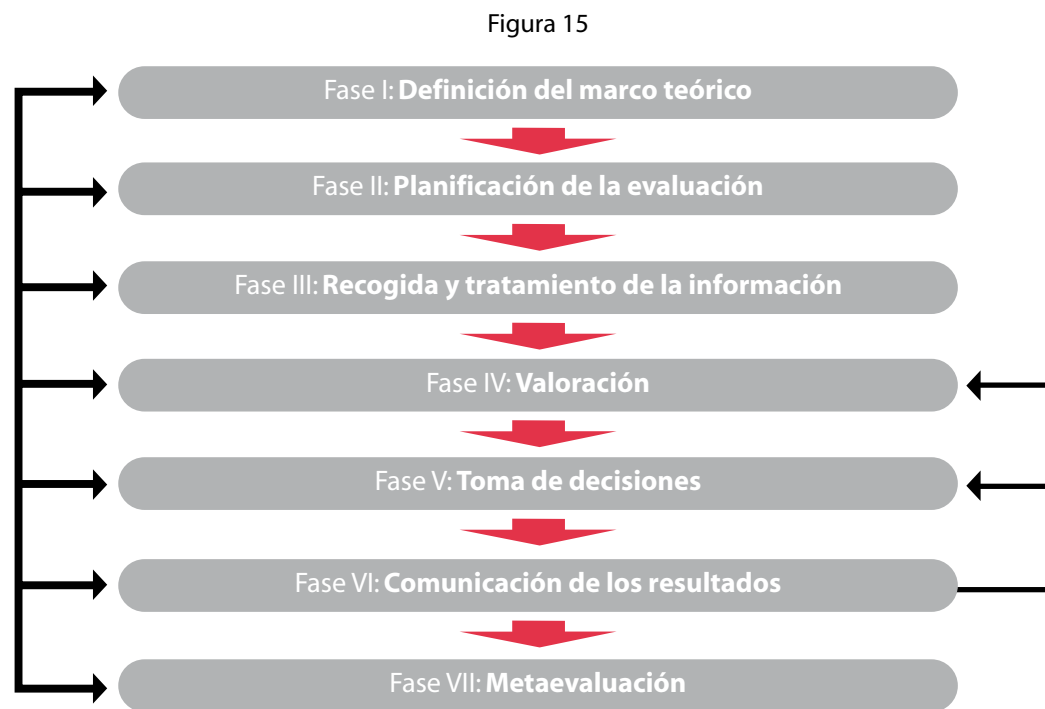 Figura 15
Fase I: Definición del marco teórico
Fase II: Planificación de la evaluación
Fase III: Recogida y tratamiento de la información
Fase IV: Valoración
Fase V: Toma de decisiones
Fase VI: Comunicación de los resultados
Fase VII: Metaevaluación